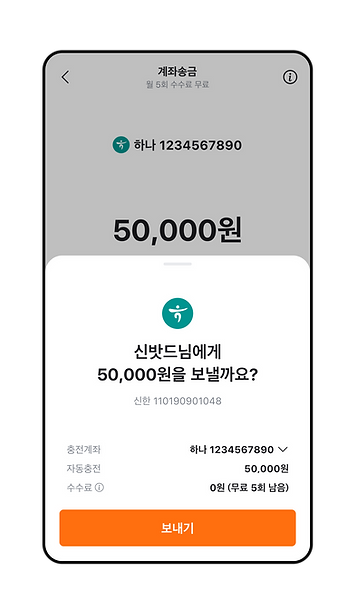 계좌송금
월 5회 수수료 무료
하나 1234567890
50,000원
신밧드님에게
50,000원을 보낼까요?
신한 110190901048
충전계좌 하나 1234567890
자동충전 50,000원
수수료 0원 (무료 5회 남음)
보내기